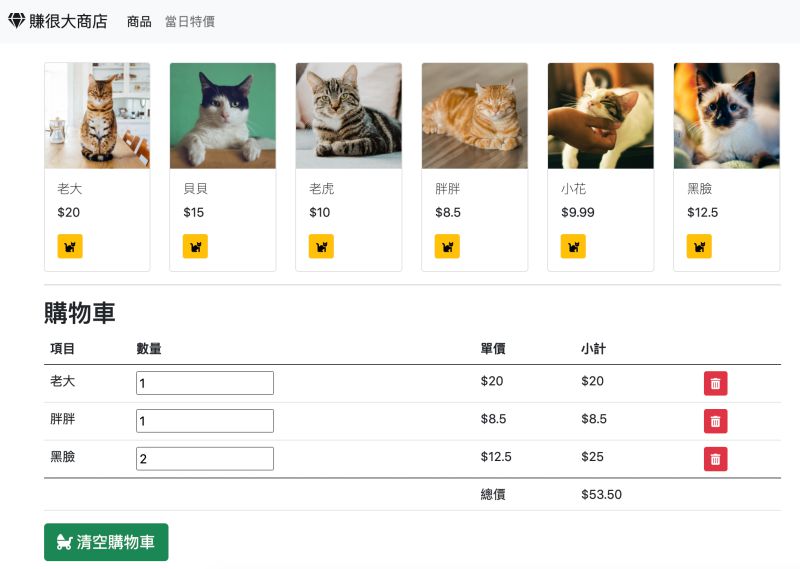 賺很大商店 商品 當日特價
老大 貝貝 老虎 胖胖 小花 黑臉
$20 $15 $10 $8.5 $9.99 $12.5
購物車
項目 數量 單價 小計
老大 1 $20 $20
胖胖 1 $8.5 $8.5
黑臉 2 $12.5 $25
總價 $53.50
清空購物車